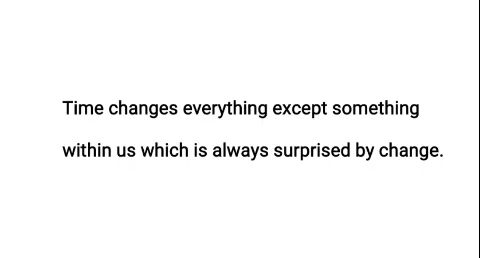 Time changes everything except something
within us which is always surprised by change.